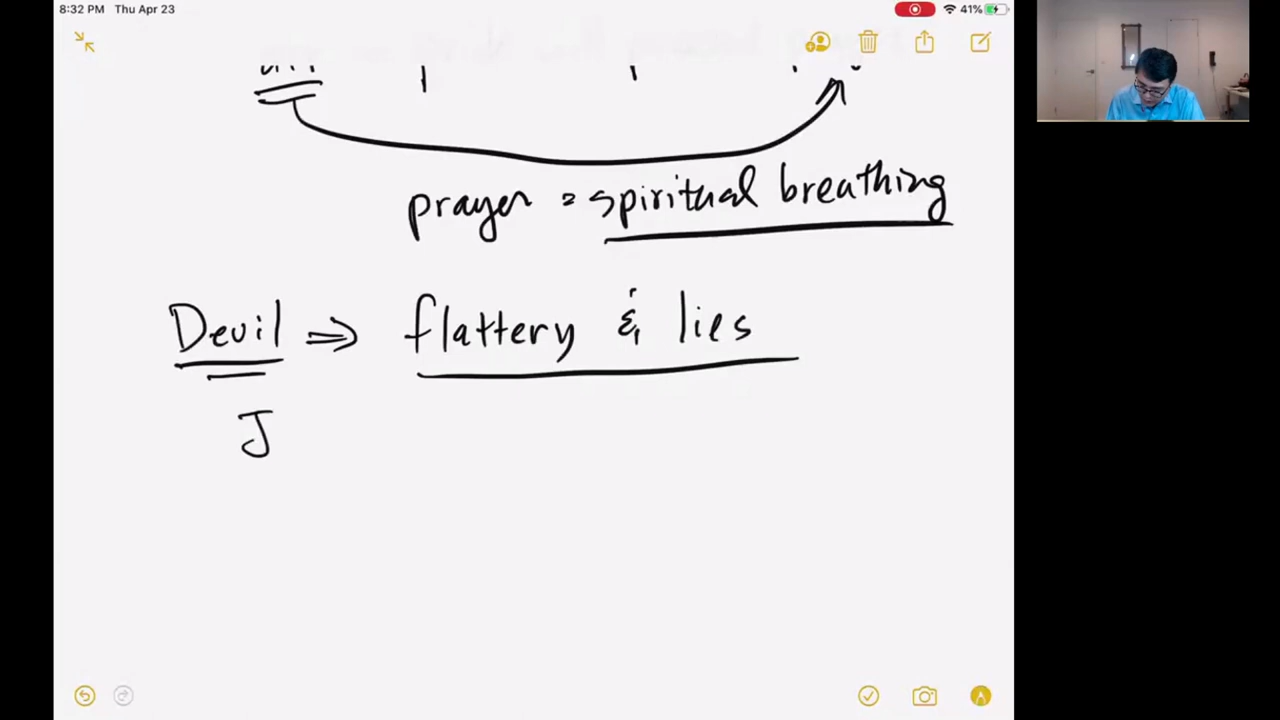 8:32 PM Thu Apr 23
41%
prayer = spiritual breathing
Devil ⇒ flattery & lies
J